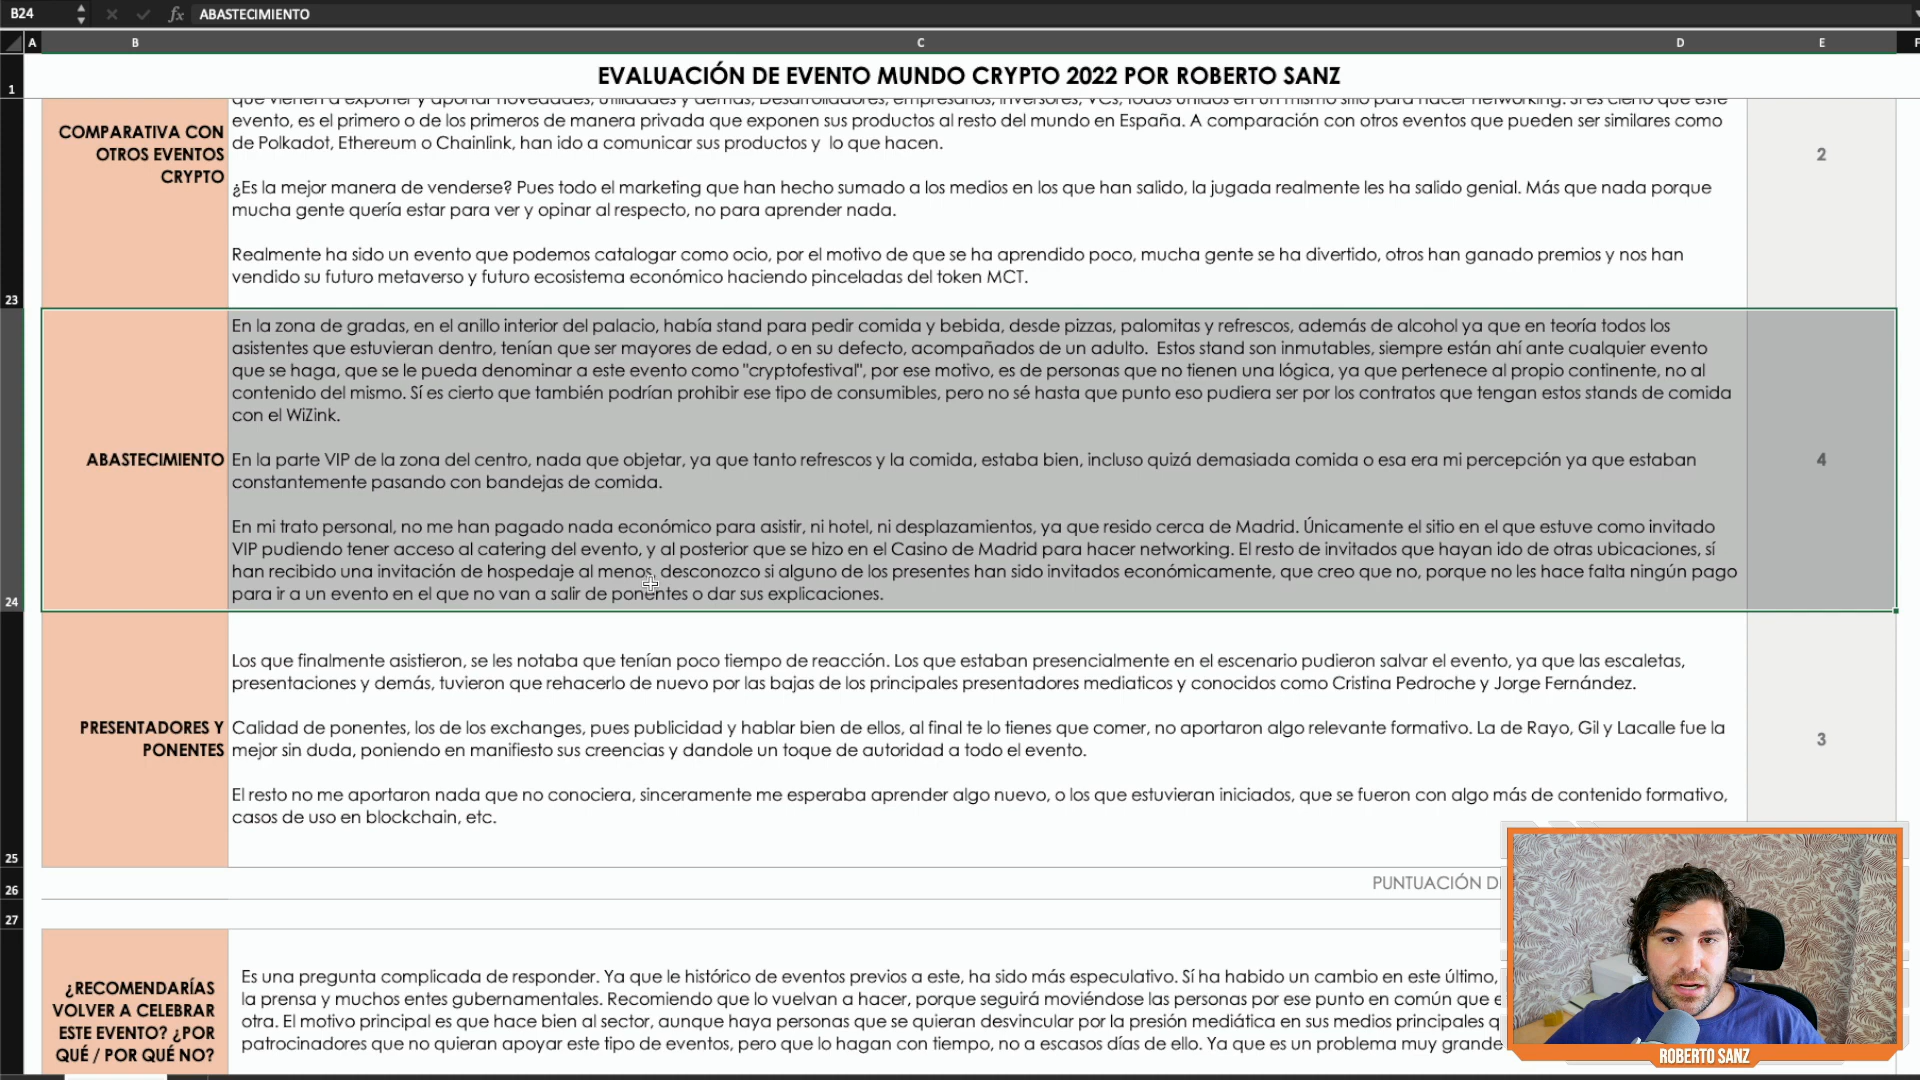 B24
fx ABASTECIMIENTO
A B C D E F
1 EVALUACIÓN DE EVENTO MUNDO CRYPTO 2022 POR ROBERTO SANZ
que vienen a exponer y aportar novedades, utilidades y demás, Desarrolladores, empresarios, inversores, VCs, todos unidos en un mismo sitio para hacer networking. Sí es cierto que este
evento, es el primero o de los primeros de manera privada que exponen sus productos al resto del mundo en España. A comparación con otros eventos que pueden ser similares como
de Polkadot, Ethereum o Chainlink, han ido a comunicar sus productos y lo que hacen.
¿Es la mejor manera de venderse? Pues todo el marketing que han hecho sumado a los medios en los que han salido, la jugada realmente les ha salido genial. Más que nada porque
mucha gente quería estar para ver y opinar al respecto, no para aprender nada.
Realmente ha sido un evento que podemos catalogar como ocio, por el motivo de que se ha aprendido poco, mucha gente se ha divertido, otros han ganado premios y nos han
vendido su futuro metaverso y futuro ecosistema económico haciendo pinceladas del token MCT.
COMPARATIVA CON
OTROS EVENTOS
CRYPTO
2
23
En la zona de gradas, en el anillo interior del palacio, había stand para pedir comida y bebida, desde pizzas, palomitas y refrescos, además de alcohol ya que en teoría todos los
asistentes que estuvieran dentro, tenían que ser mayores de edad, o en su defecto, acompañados de un adulto. Estos stand son inmutables, siempre están ahí ante cualquier evento
que se haga, que se le pueda denominar a este evento como "cryptofestival", por ese motivo, es de personas que no tienen una lógica, ya que pertenece al propio continente, no al
contenido del mismo. Sí es cierto que también podrían prohibir ese tipo de consumibles, pero no sé hasta que punto eso pudiera ser por los contratos que tengan estos stands de comida
con el WiZink.
ABASTECIMIENTO
En la parte VIP de la zona del centro, nada que objetar, ya que tanto refrescos y la comida, estaba bien, incluso quizá demasiada comida o esa era mi percepción ya que estaban
constantemente pasando con bandejas de comida.
4
En mi trato personal, no me han pagado nada económico para asistir, ni hotel, ni desplazamientos, ya que resido cerca de Madrid. Únicamente el sitio en el que estuve como invitado
VIP pudiendo tener acceso al catering del evento, y al posterior que se hizo en el Casino de Madrid para hacer networking. El resto de invitados que hayan ido de otras ubicaciones, sí
han recibido una invitación de hospedaje al menos, desconozco si alguno de los presentes han sido invitados económicamente, que creo que no, porque no les hace falta ningún pago
para ir a un evento en el que no van a salir de ponentes o dar sus explicaciones.
24
Los que finalmente asistieron, se les notaba que tenían poco tiempo de reacción. Los que estaban presencialmente en el escenario pudieron salvar el evento, ya que las escaletas,
presentaciones y demás, tuvieron que rehacerlo de nuevo por las bajas de los principales presentadores mediaticos y conocidos como Cristina Pedroche y Jorge Fernández.
PRESENTADORES Y
PONENTES
Calidad de ponentes, los de los exchanges, pues publicidad y hablar bien de ellos, al final te lo tienes que comer, no aportaron algo relevante formativo. La de Rayo, Gil y Lacalle fue la
mejor sin duda, poniendo en manifiesto sus creencias y dandole un toque de autoridad a todo el evento.
3
El resto no me aportaron nada que no conociera, sinceramente me esperaba aprender algo nuevo, o los que estuvieran iniciados, que se fueron con algo más de contenido formativo,
casos de uso en blockchain, etc.
25
26 PUNTUACIÓN
27
¿RECOMENDARÍAS
VOLVER A CELEBRAR
ESTE EVENTO? ¿POR
QUÉ / POR QUÉ NO?
Es una pregunta complicada de responder. Ya que le histórico de eventos previos a este, ha sido más especulativo. Sí ha habido un cambio en este último,
la prensa y muchos entes gubernamentales. Recomiendo que lo vuelvan a hacer, porque seguirá moviéndose las personas por ese punto en común que
otra. El motivo principal es que hace bien al sector, aunque haya personas que se quieran desvincular por la presión mediática en sus medios principales
patrocinadores que no quieran apoyar este tipo de eventos, pero que lo hagan con tiempo, no a escasos días de ello. Ya que es un problema muy grande
ROBERTO SANZ